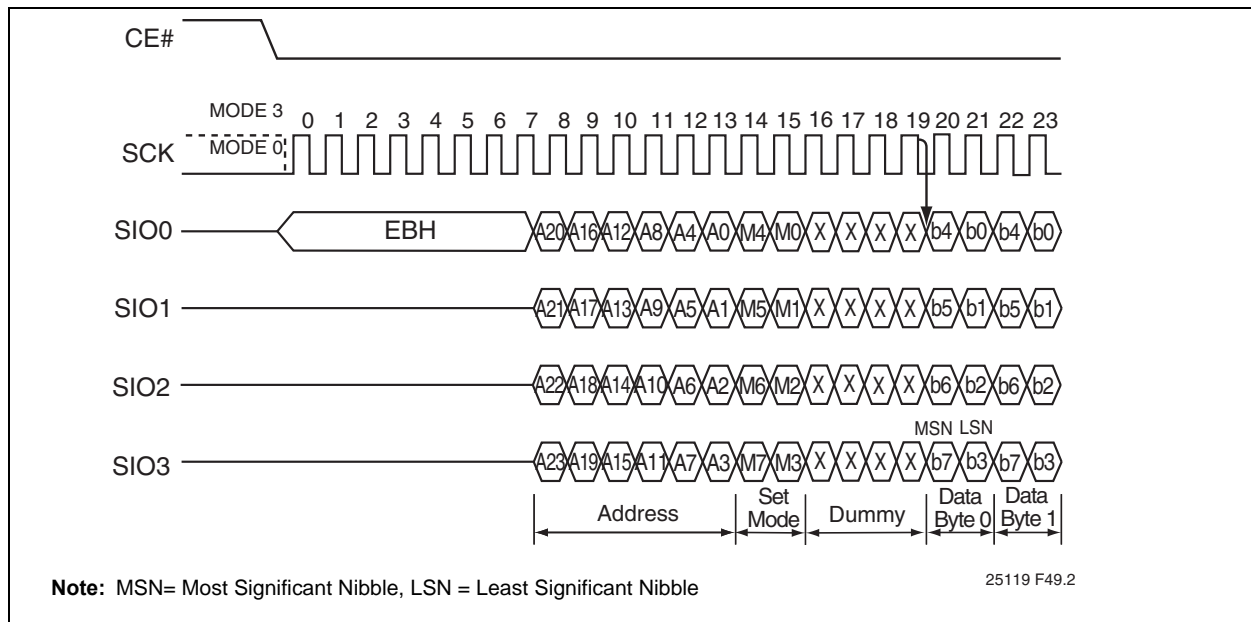 CE#
MODE 3
0 1 2 3 4 5 6 7 8 9 10 11 12 13 14 15 16 17 18 19 20 21 22 23
SCK MODE 0
SIO0 EBH A20 A16 A12 A8 A4 A0 M4 M0 X X X X b4 b0 b4 b0
SIO1 A21 A17 A13 A9 A5 A1 M5 M1 X X X X b5 b1 b5 b1
SIO2 A22 A18 A14 A10 A6 A2 M6 M2 X X X X b6 b2 b6 b2
MSN LSN
SIO3 A23 A19 A15 A11 A7 A3 M7 M3 X X X X b7 b3 b7 b3
Address Set Mode Dummy Data Byte 0 Data Byte 1
Note: MSN= Most Significant Nibble, LSN = Least Significant Nibble
25119 F49.2